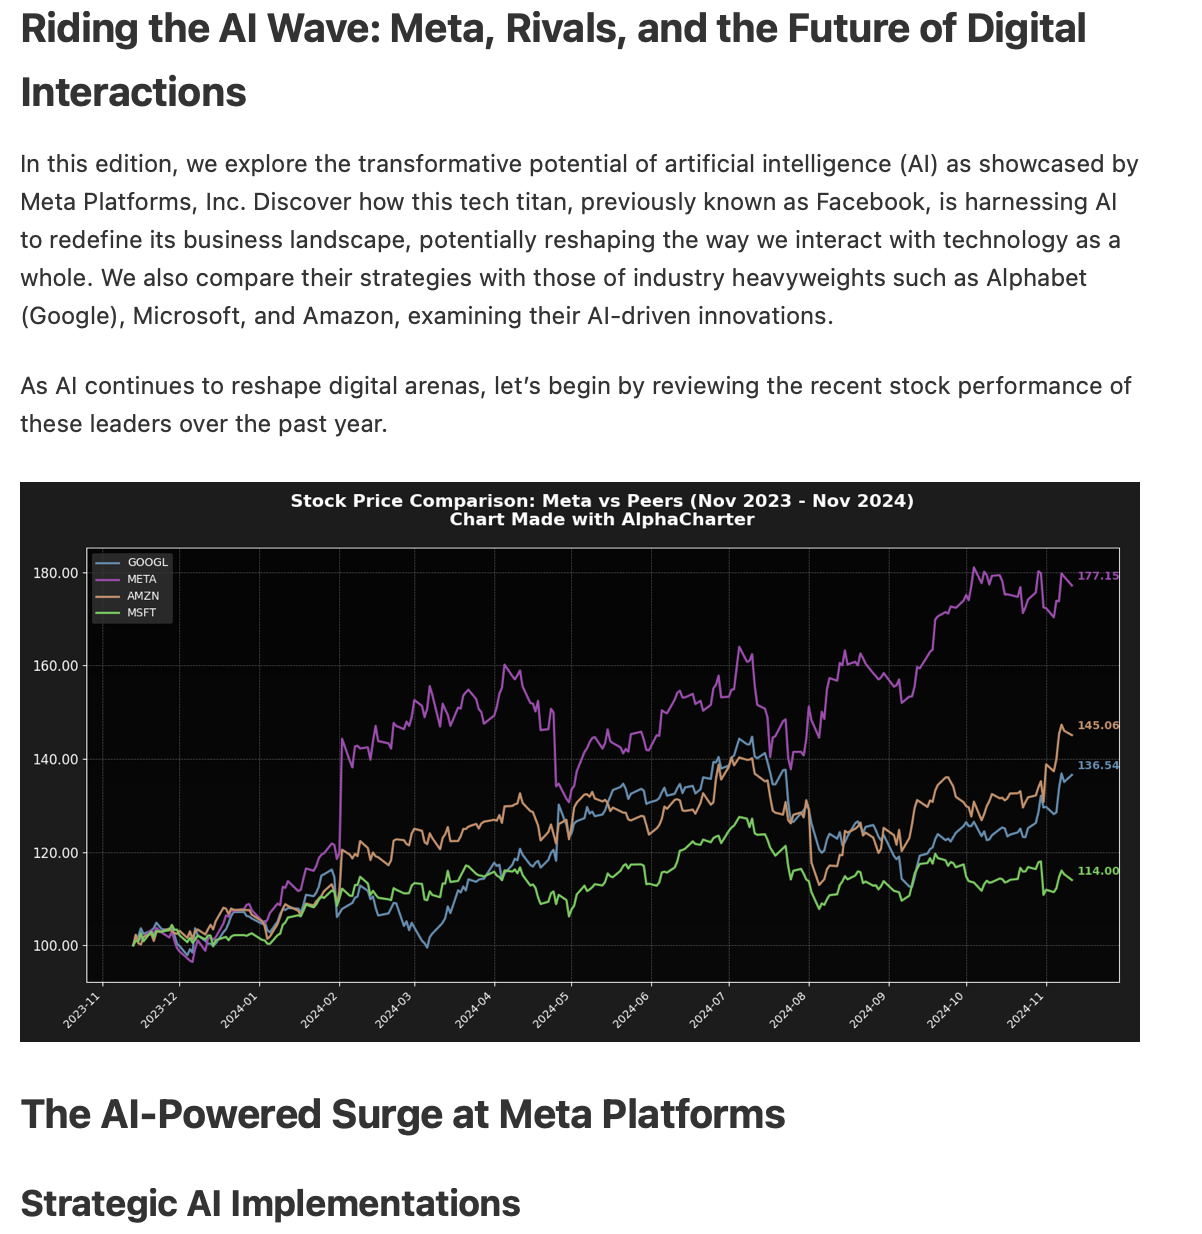 Riding the AI Wave: Meta, Rivals, and the Future of Digital
Interactions
In this edition, we explore the transformative potential of artificial intelligence (AI) as showcased by
Meta Platforms, Inc. Discover how this tech titan, previously known as Facebook, is harnessing AI
to redefine its business landscape, potentially reshaping the way we interact with technology as a
whole. We also compare their strategies with those of industry heavyweights such as Alphabet
(Google), Microsoft, and Amazon, examining their AI-driven innovations.
As AI continues to reshape digital arenas, let’s begin by reviewing the recent stock performance of
these leaders over the past year.
Stock Price Comparison: Meta vs Peers (Nov 2023 - Nov 2024)
Chart Made with AlphaCharter
GOOGL
META
AMZN
MSFT
180.00
160.00
140.00
120.00
100.00
177.15
145.06
136.54
114.00
2023-11
2023-12
2024-01
2024-02
2024-03
2024-04
2024-05
2024-06
2024-07
2024-08
2024-09
2024-10
2024-11
The AI-Powered Surge at Meta Platforms
Strategic AI Implementations